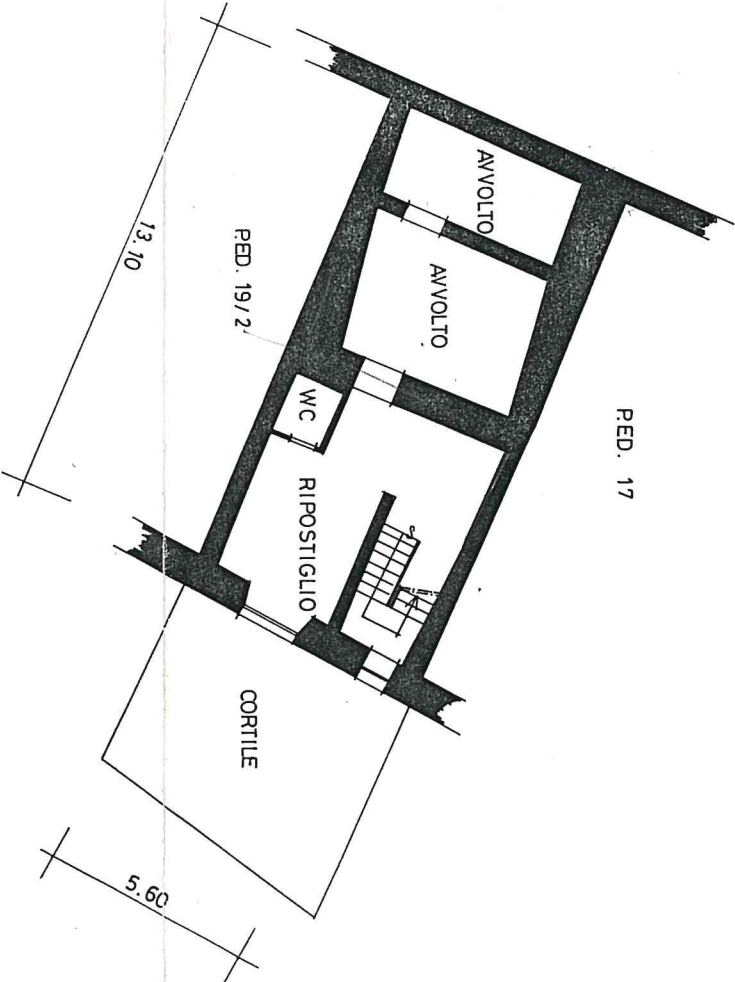 AVVOLTO
AVVOLTO
13.10
P.ED. 19/2
P.ED. 17
WC
RIPOSTIGLIO
CORTILE
5.60